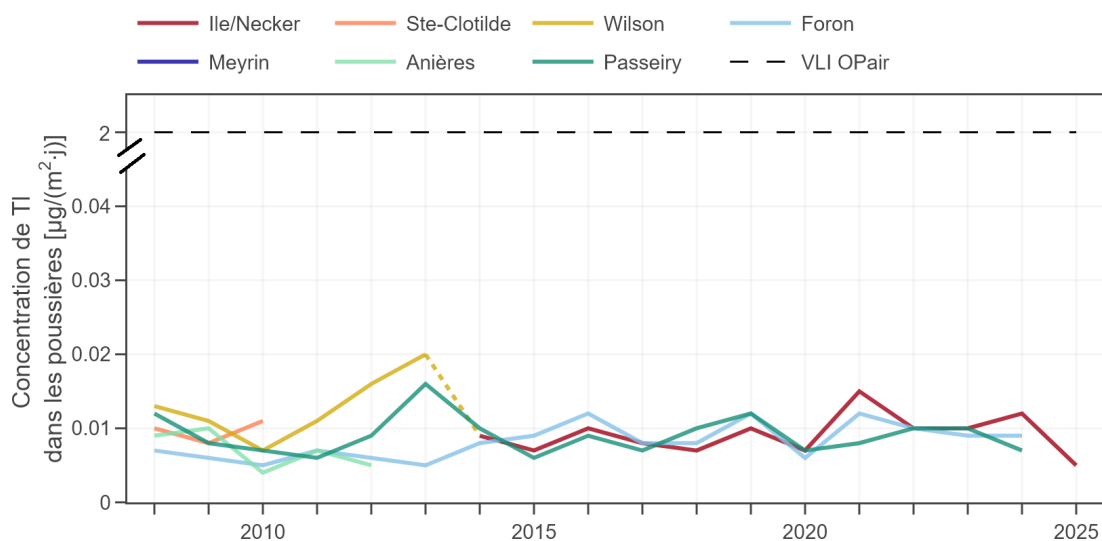 Ile/Necker Ste-Clotilde Wilson Foron
Meyrin Anières Passeiry VLI OPair
Concentration de Tl
dans les poussières [µg/(m²·j)]
2
0.04
0.03
0.02
0.01
0
2010 2015 2020 2025